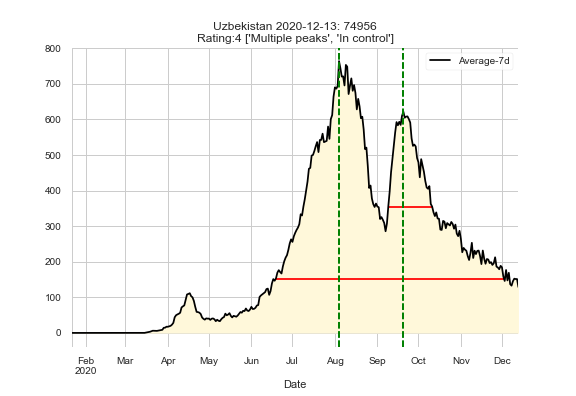 Uzbekistan 2020-12-13: 74956
Rating:4 ['Multiple peaks', 'In control']
Average-7d
800
700
600
500
400
300
200
100
0
Feb Mar Apr May Jun Jul Aug Sep Oct Nov Dec
2020
Date